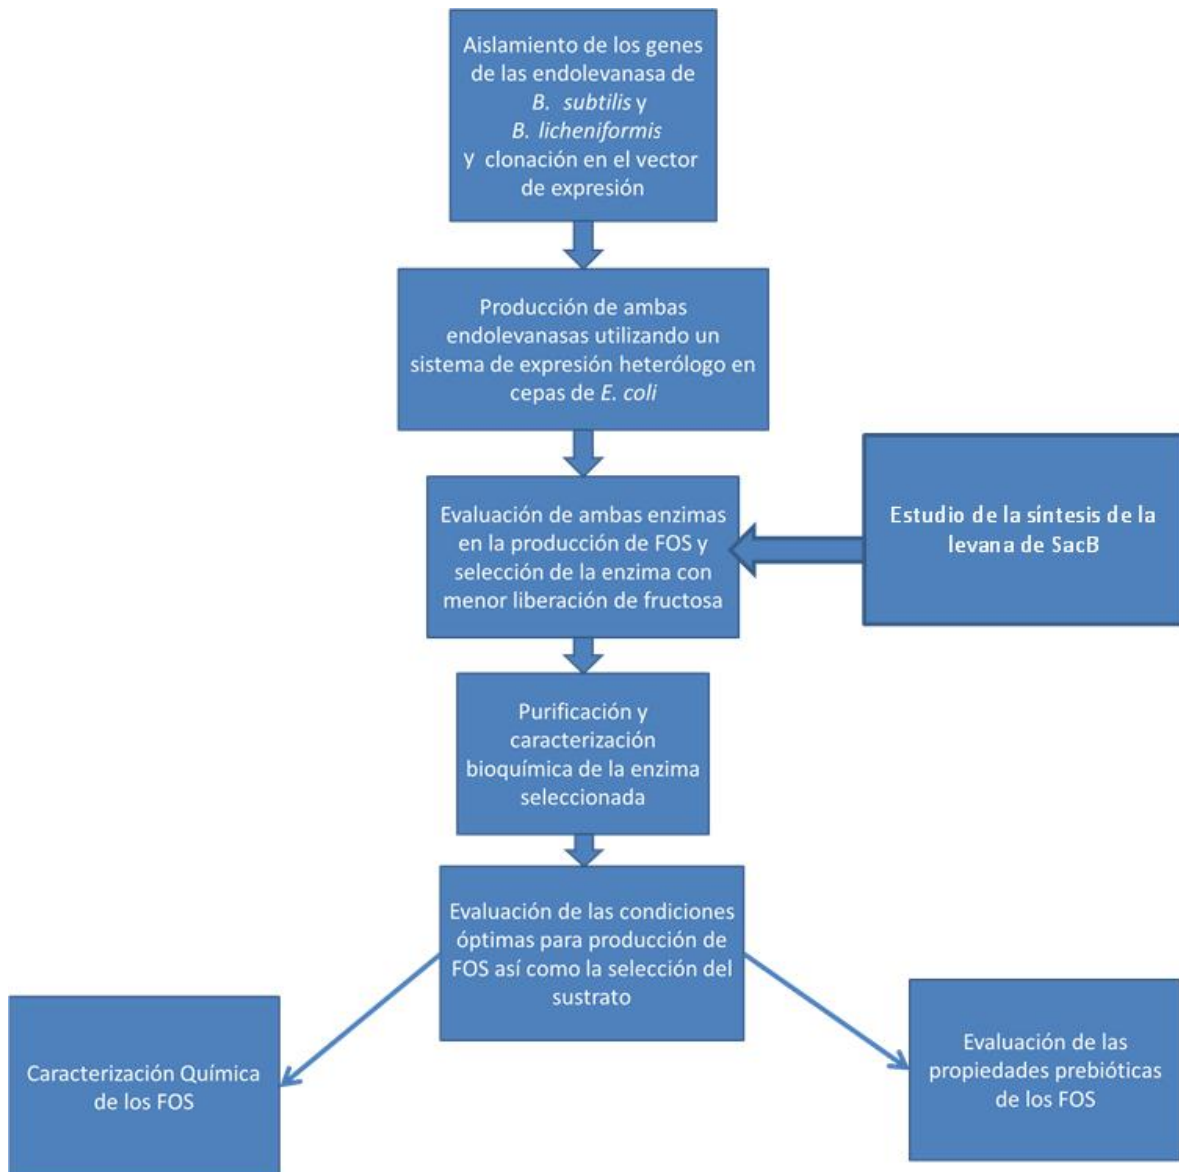 Aislamiento de los genes
de las endolevanasa de
B. subtilis y
B. licheniformis
y clonación en el vector
de expresión
Producción de ambas
endolevanasas utilizando un
sistema de expresión heterólogo en
cepas de E. coli
Evaluación de ambas enzimas
en la producción de FOS y
selección de la enzima con
menor liberación de fructosa
Estudio de la síntesis de la
levana de SacB
Purificación y
caracterización
bioquímica de la enzima
seleccionada
Evaluación de las condiciones
óptimas para producción de
FOS así como la selección del
sustrato
Caracterización Química
de los FOS
Evaluación de las
propiedades prebióticas
de los FOS